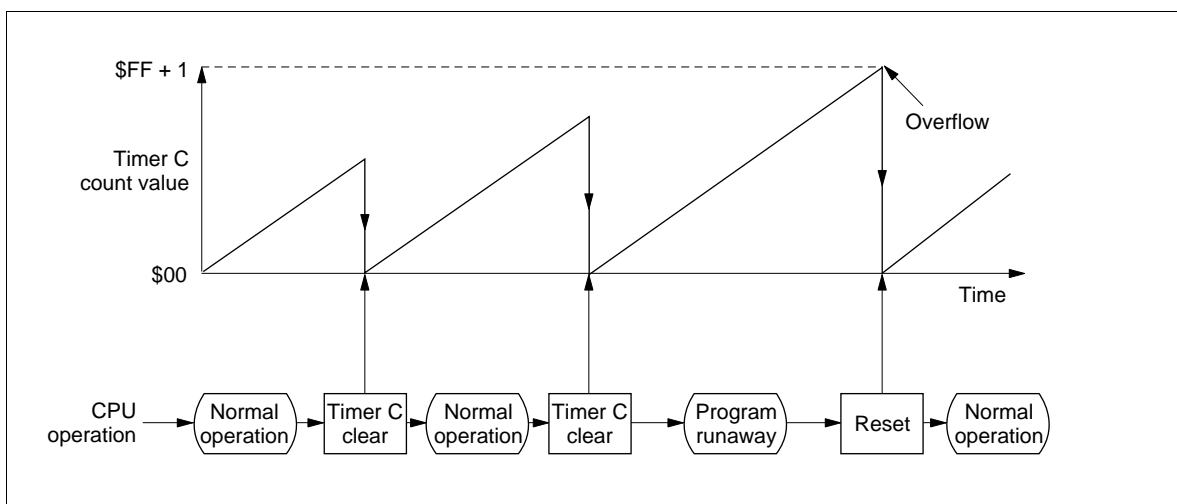 $FF + 1
Overflow
Timer C
count value
$00
Time
CPU
operation
Normal
operation
Timer C
clear
Normal
operation
Timer C
clear
Program
runaway
Reset
Normal
operation